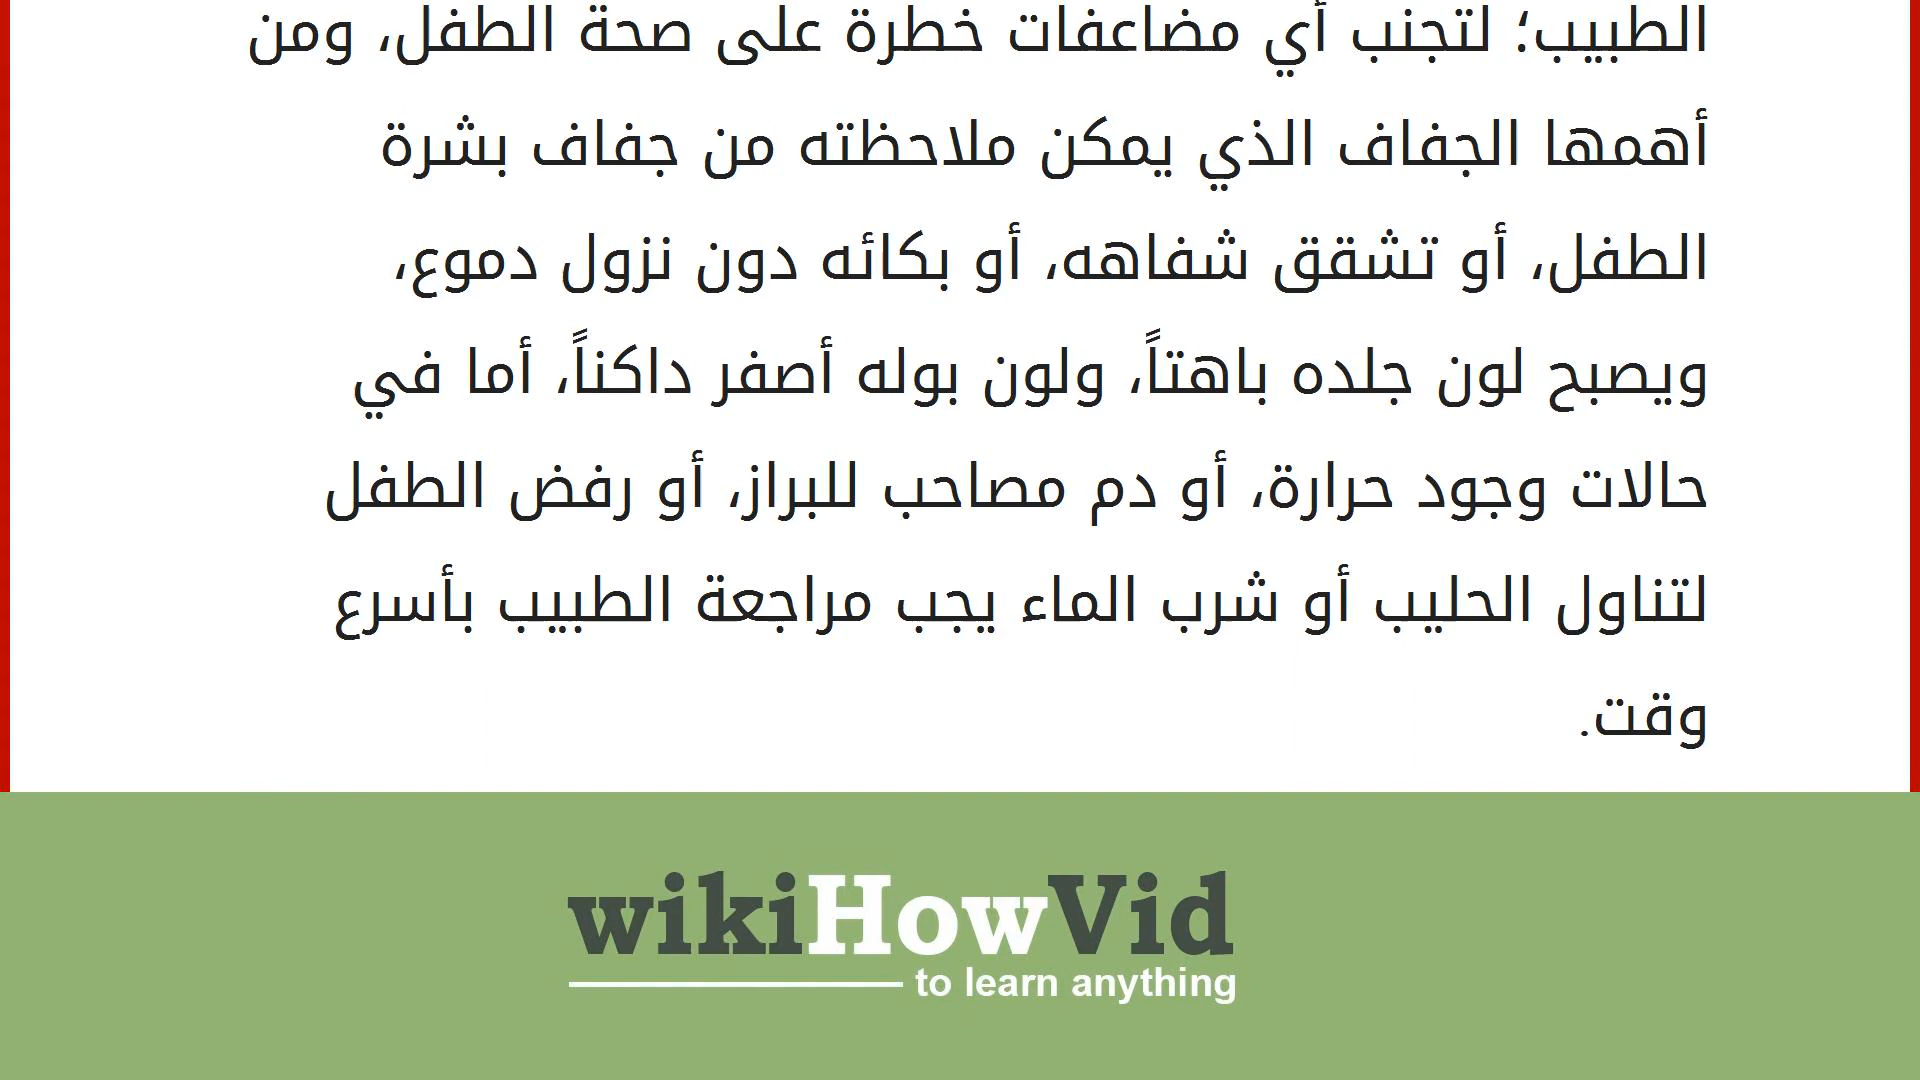 الطبيب؛ لتجنب أي مضاعفات خطرة على صحة الطفل، ومن
أهمها الجفاف الذي يمكن ملاحظته من جفاف بشرة
الطفل، أو تشقق شفاهه، أو بكائه دون نزول دموع،
ويصبح لون جلده باهتاً، ولون بوله أصفر داكناً، أما في
حالات وجود حرارة، أو دم مصاحب للبراز، أو رفض الطفل
لتناول الحليب أو شرب الماء يجب مراجعة الطبيب بأسرع
وقت.
wikiHowVid
to learn anything